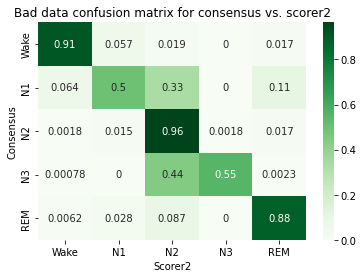 Bad data confusion matrix for consensus vs. scorer2
Consensus
Wake 0.91 0.057 0.019 0 0.017
N1 0.064 0.5 0.33 0 0.11
N2 0.0018 0.015 0.96 0.0018 0.017
N3 0.00078 0 0.44 0.55 0.0023
REM 0.0062 0.028 0.087 0 0.88
Wake N1 N2 N3 REM
Scorer2
0.8
0.6
0.4
0.2
0.0